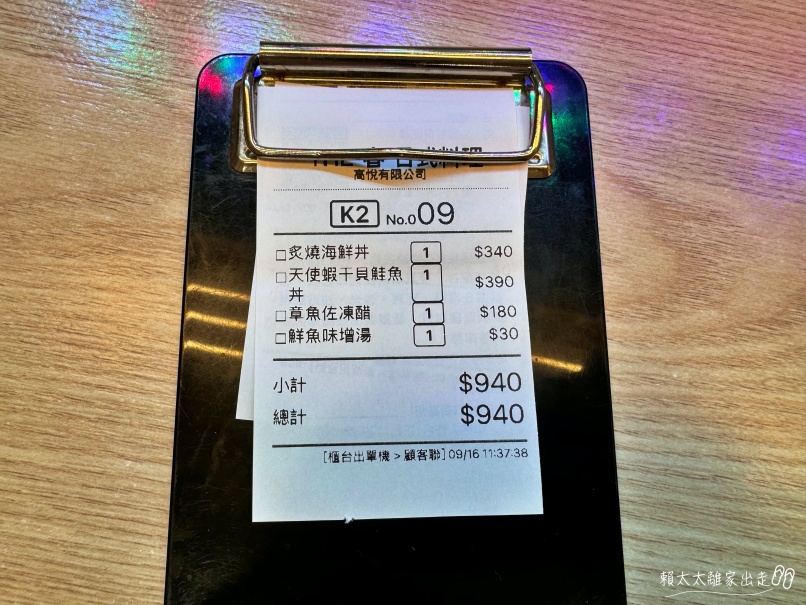 料理
高悅有限公司
K2 No.009
□炙燒海鮮丼 1 $340
□天使蝦干貝鮭魚 1 $390
丼
□章魚佐凍醋 1 $180
□鮮魚味增湯 1 $30
小計 $940
總計 $940
[櫃台出單機 > 顧客聯] 09/16 11:37:38
賴太太離家出走